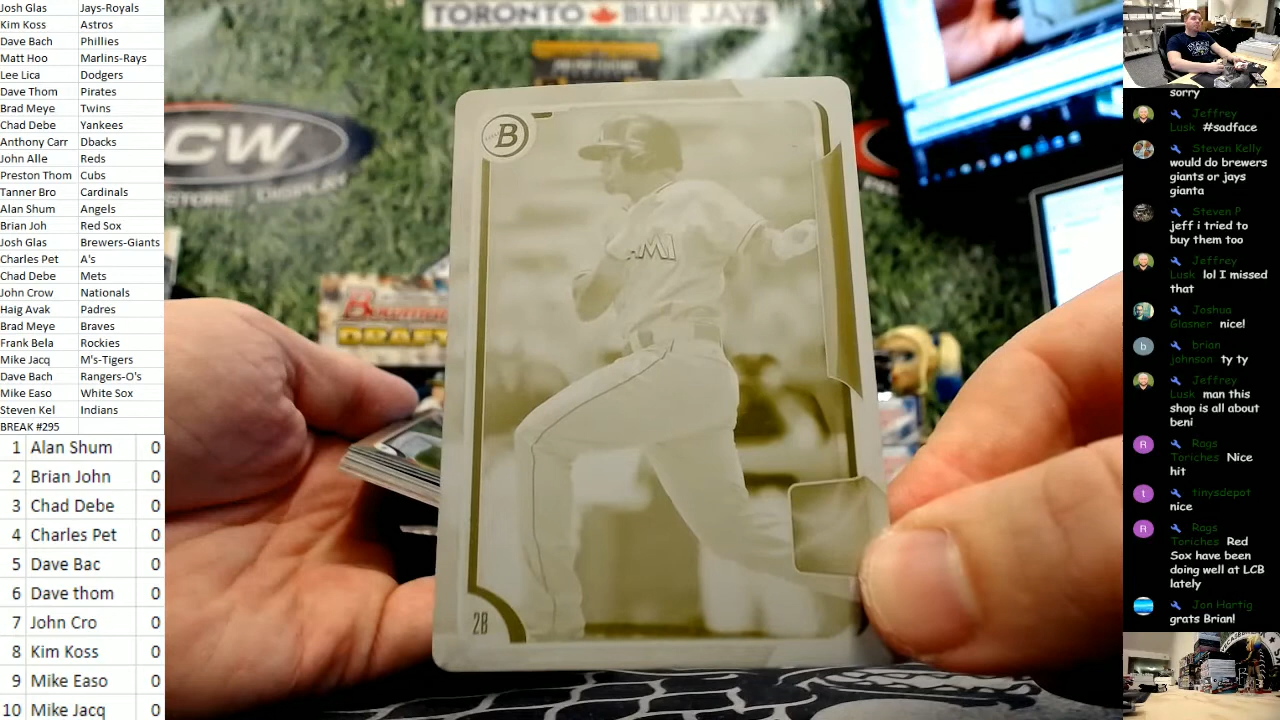 Josh Glas Jays-Royals
Kim Koss Astros
Dave Bach Phillies
Matt Hoo Marlins-Rays
Lee Lica Dodgers
Dave Thom Pirates
Brad Meye Twins
Chad Debe Yankees
Anthony Carr Dbacks
John Alle Reds
Preston Thom Cubs
Tanner Bro Cardinals
Alan Shum Angels
Brian Joh Red Sox
Josh Glas Brewers-Giants
Charles Pet A's
Chad Debe Mets
John Crow Nationals
Haig Avak Padres
Brad Meye Braves
Frank Bela Rockies
Mike Jacq M's-Tigers
Dave Bach Rangers-O's
Mike Easo White Sox
Steven Kel Indians
BREAK #295
1 Alan Shum 0
2 Brian John 0
3 Chad Debe 0
4 Charles Pet 0
5 Dave Bac 0
6 Dave thom 0
7 John Cro 0
8 Kim Koss 0
9 Mike Easo 0
10 Mike Jacq 0
TORONTO BLUE JAYS
CW
STORE DISPLAY
Bowman
DRAFT
B
AMI
28
sorry
Jeffrey
Lusk #sadface
Steven Kelly
would do brewers
giants or jays
gianta
Steven P
jeff i tried to
buy them too
Jeffrey
Lusk lol I missed
that
Joshua
Glasner nice!
b brian
johnson ty ty
Jeffrey
Lusk man this
shop is all about
beni
R Rags
Toriches Nice
hit
t tinysdepot
nice
R Rags
Toriches Red
Sox have been
doing well at LCB
lately
Jon Hartig
grats Brian!